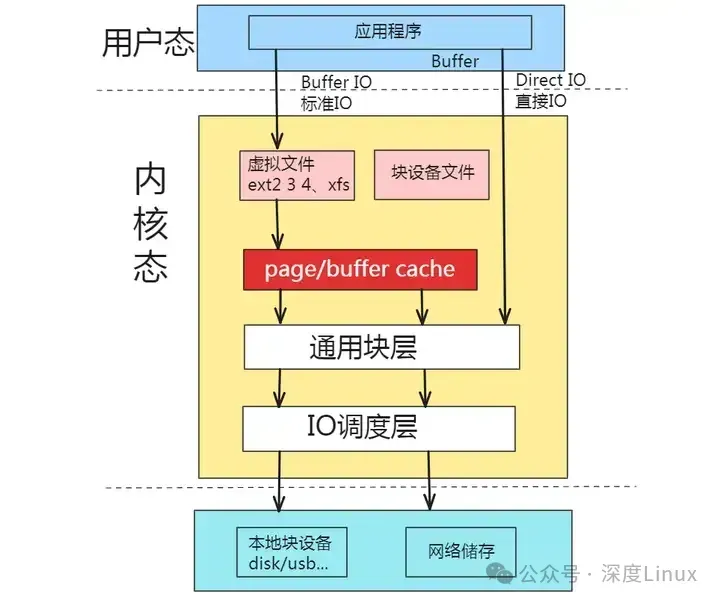 用户态
应用程序
Buffer
Buffer IO
标准IO
Direct IO
直接IO
内核态
虚拟文件
ext2 3 4、xfs
块设备文件
page/buffer cache
通用块层
IO调度层
本地块设备
disk/usb...
网络储存
公众号 · 深度Linux